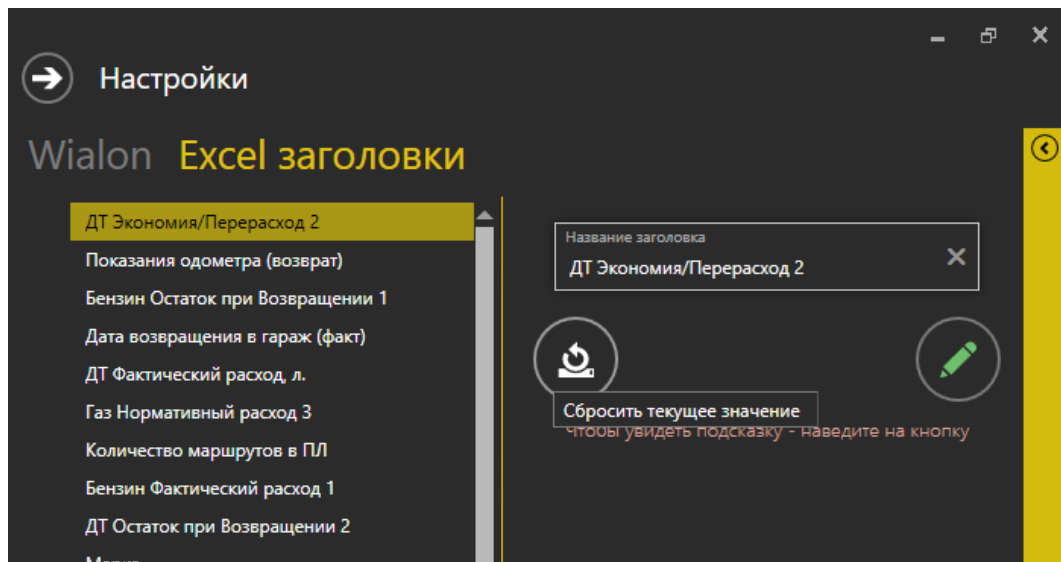 Настройки
Wialon Excel заголовки
ДТ Экономия/Перерасход 2
Показания одометра (возврат)
Бензин Остаток при Возвращении 1
Дата возвращения в гараж (факт)
ДТ Фактический расход, л.
Газ Нормативный расход 3
Количество маршрутов в ПЛ
Бензин Фактический расход 1
ДТ Остаток при Возвращении 2
Марка
Название заголовка
ДТ Экономия/Перерасход 2
Сбросить текущее значение
Чтобы увидеть подсказку - наведите на кнопку